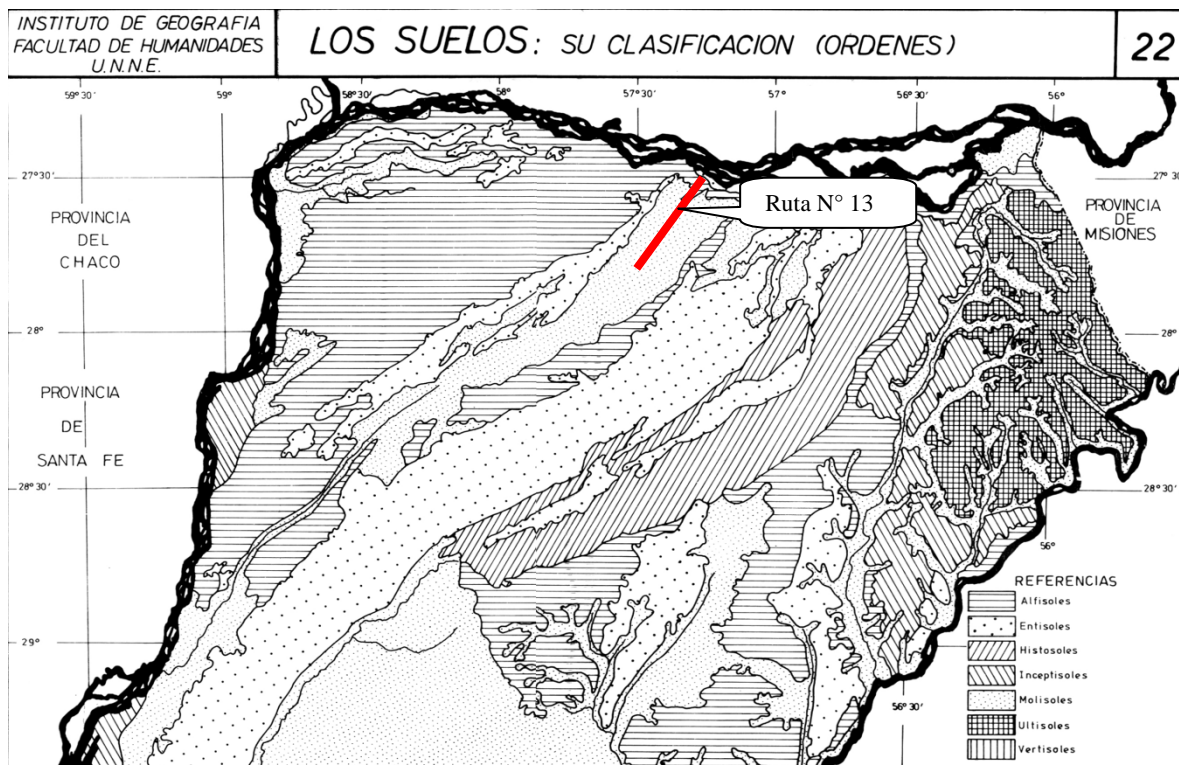 INSTITUTO DE GEOGRAFIA
FACULTAD DE HUMANIDADES
U.N.N.E.
LOS SUELOS: SU CLASIFICACION (ORDENES)
22
59° 30'
59°
58° 30'
58°
57° 30'
57°
56° 30'
56°
27° 30'
27° 30'
Ruta N° 13
PROVINCIA
DEL
CHACO
PROVINCIA
DE
MISIONES
28°
28°
PROVINCIA
DE
SANTA FE
28° 30'
28° 30'
56°
29°
56° 30'
REFERENCIAS
Alfisoles
Entisoles
Histosoles
Inceptisoles
Molisoles
Ultisoles
Vertisoles